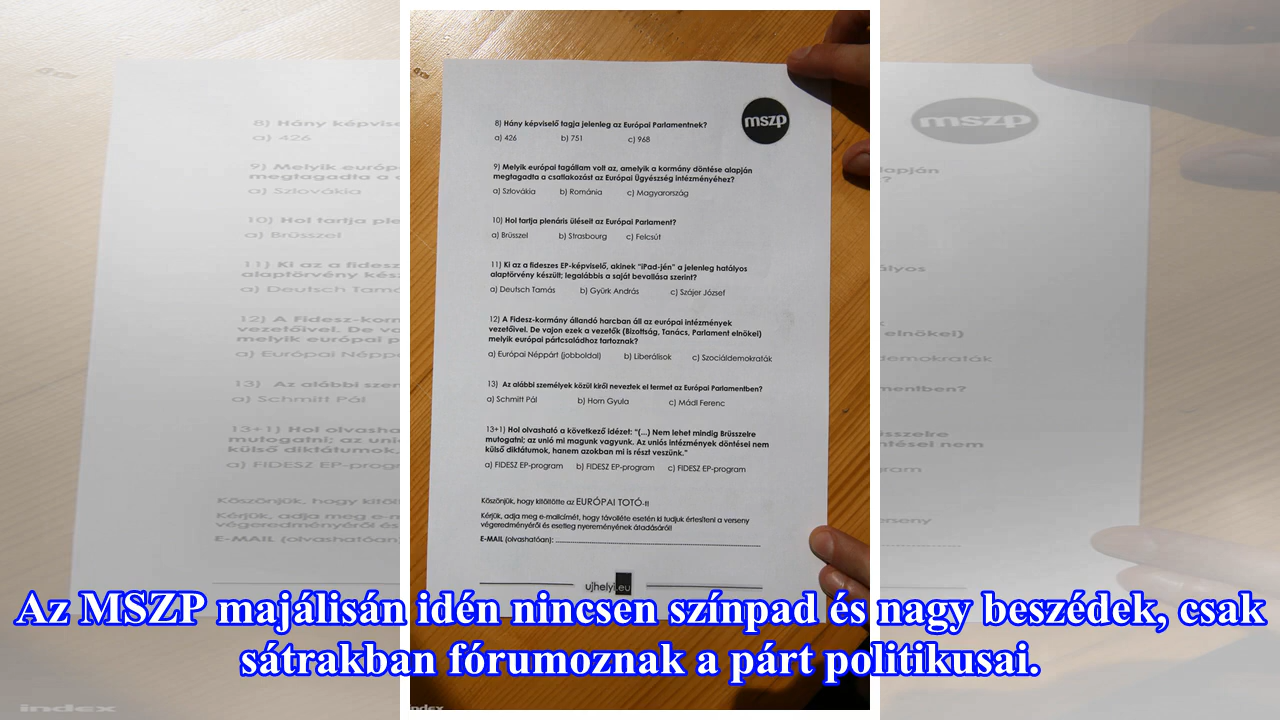 mszp
8) Hány képviselő tagja jelenleg az Európai Parlamentnek?
a) 426 b) 751 c) 968
9) Melyik európai tagállam volt az, amelyik a kormány döntése alapján
megtagadta a csatlakozást az Európai Ügyészség intézményéhez?
a) Szlovákia b) Románia c) Magyarország
10) Hol tartja plenáris üléseit az Európai Parlament?
a) Brüsszel b) Strasbourg c) Felcsút
11) Ki az a fideszes EP-képviselő, akinek "iPad-jén" a jelenleg hatályos
alaptörvény készült; legalábbis a saját bevallása szerint?
a) Deutsch Tamás b) Gyürk András c) Szájer József
12) A Fidesz-kormány állandó harcban áll az európai intézmények
vezetőivel. De vajon ezek a vezetők (Bizottság, Tanács, Parlament elnökei)
melyik európai pártcsaládhoz tartoznak?
a) Európai Néppárt (jobboldal) b) Liberálisok c) Szociáldemokraták
13) Az alábbi személyek közül kiről neveztek el termet az Európai Parlamentben?
a) Schmitt Pál b) Horn Gyula c) Mádl Ferenc
13+1) Hol olvasható a következő idézet: "(...) Nem lehet mindig Brüsszelre
mutogatni; az unió mi magunk vagyunk. Az uniós intézmények döntései nem
külső diktátumok, hanem azokban mi is részt veszünk."
a) FIDESZ EP-program b) FIDESZ EP-program c) FIDESZ EP-program
Köszönjük, hogy kitöltötte az EURÓPAI TOTÓ-t!
Kérjük, adja meg e-mailcímét, hogy távolléte esetén ki tudjuk értesíteni a verseny
végeredményéről és esetleg nyereményének átadásáról!
E-MAIL (olvashatóan):
ujhelyi.eu
Az MSZP majálisán idén nincsen színpad és nagy beszédek, csak
sátrakban fórumoznak a párt politikusai.
index